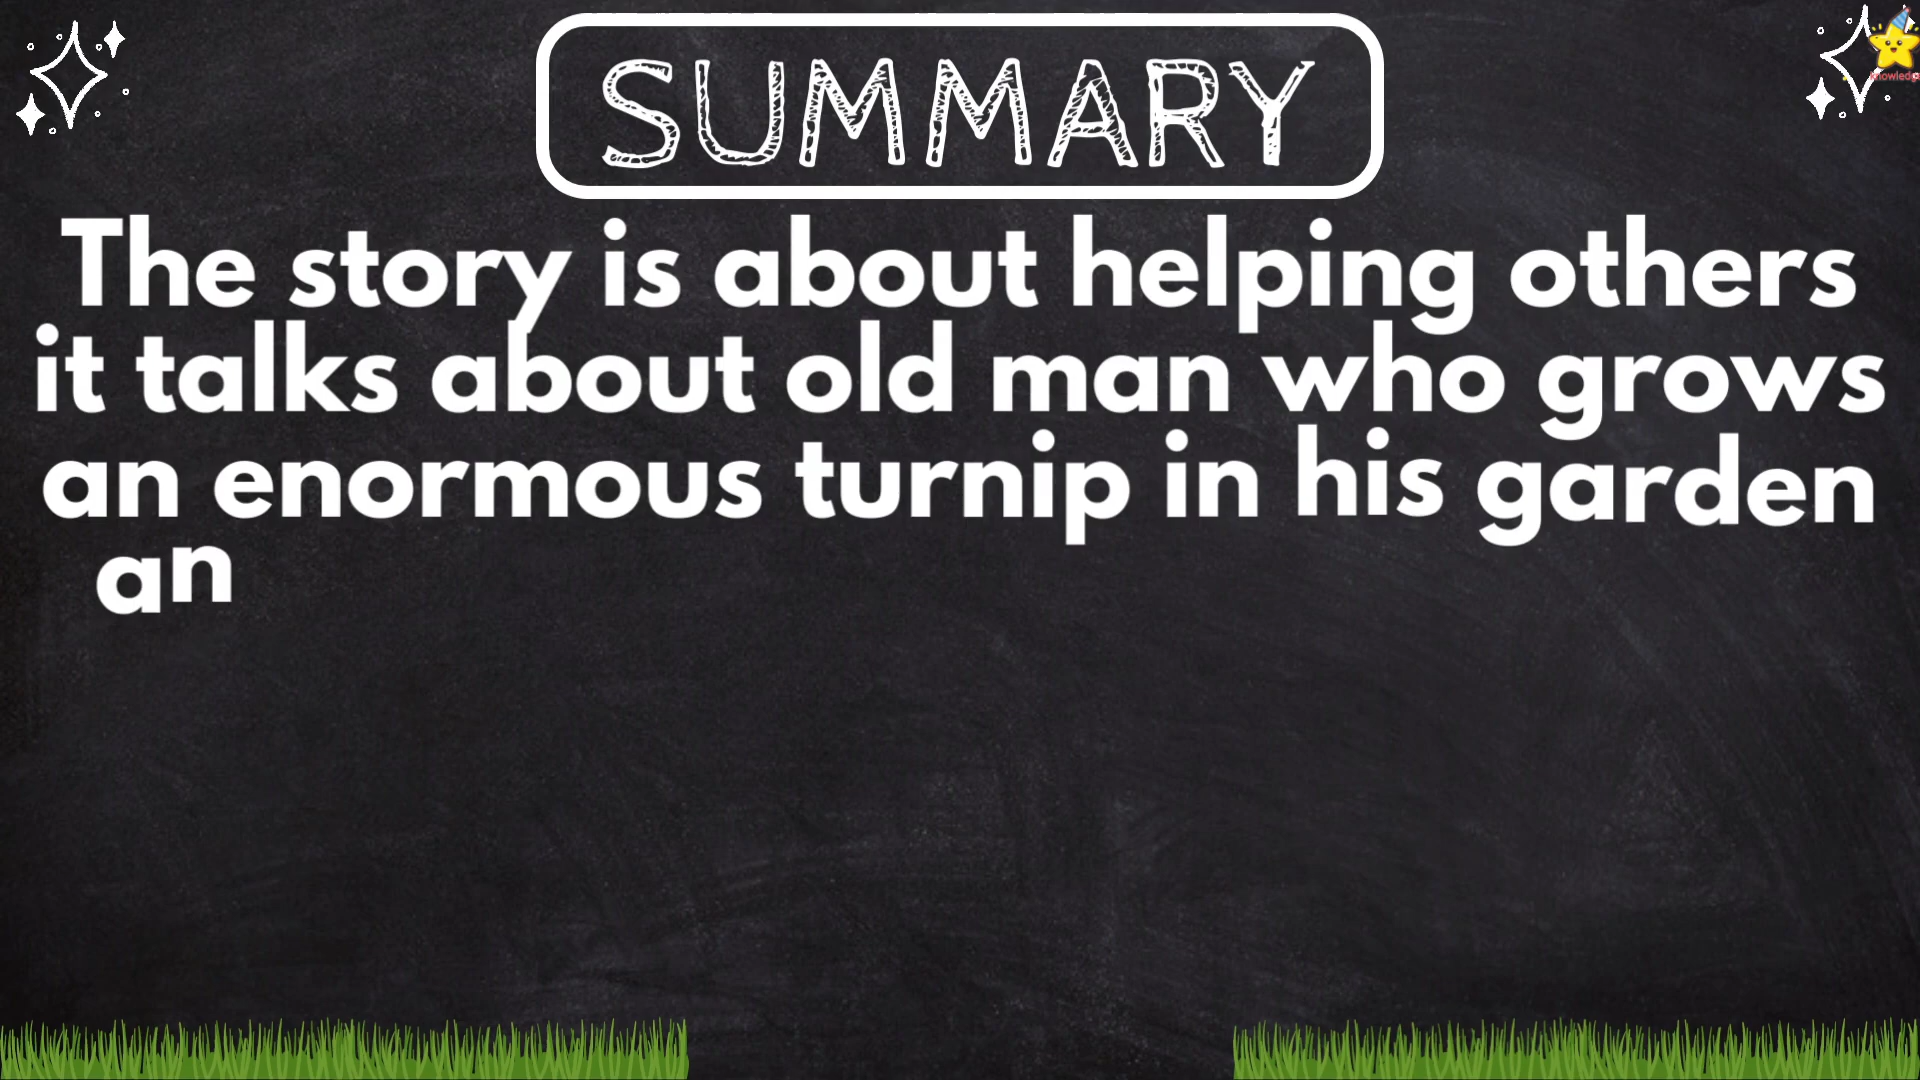 SUMMARY
The story is about helping others
it talks about old man who grows
an enormous turnip in his garden
an